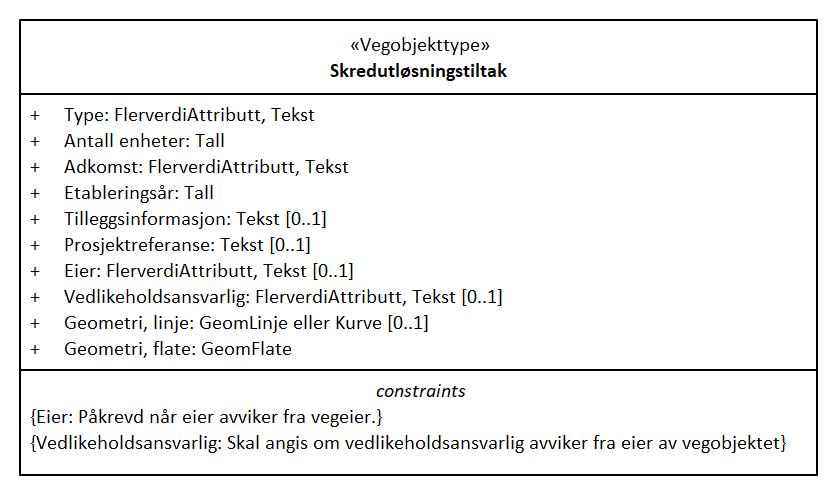 «Vegobjekttype»
Skredutløsningstiltak
+ Type: FlerverdiAttributt, Tekst
+ Antall enheter: Tall
+ Adkomst: FlerverdiAttributt, Tekst
+ Etableringsår: Tall
+ Tilleggsinformasjon: Tekst [0..1]
+ Prosjektreferanse: Tekst [0..1]
+ Eier: FlerverdiAttributt, Tekst [0..1]
+ Vedlikeholdsansvarlig: FlerverdiAttributt, Tekst [0..1]
+ Geometri, linje: GeomLinje eller Kurve [0..1]
+ Geometri, flate: GeomFlate
constraints
{Eier: Påkrevd når eier avviker fra vegeier.}
{Vedlikeholdsansvarlig: Skal angis om vedlikeholdsansvarlig avviker fra eier av vegobjektet}